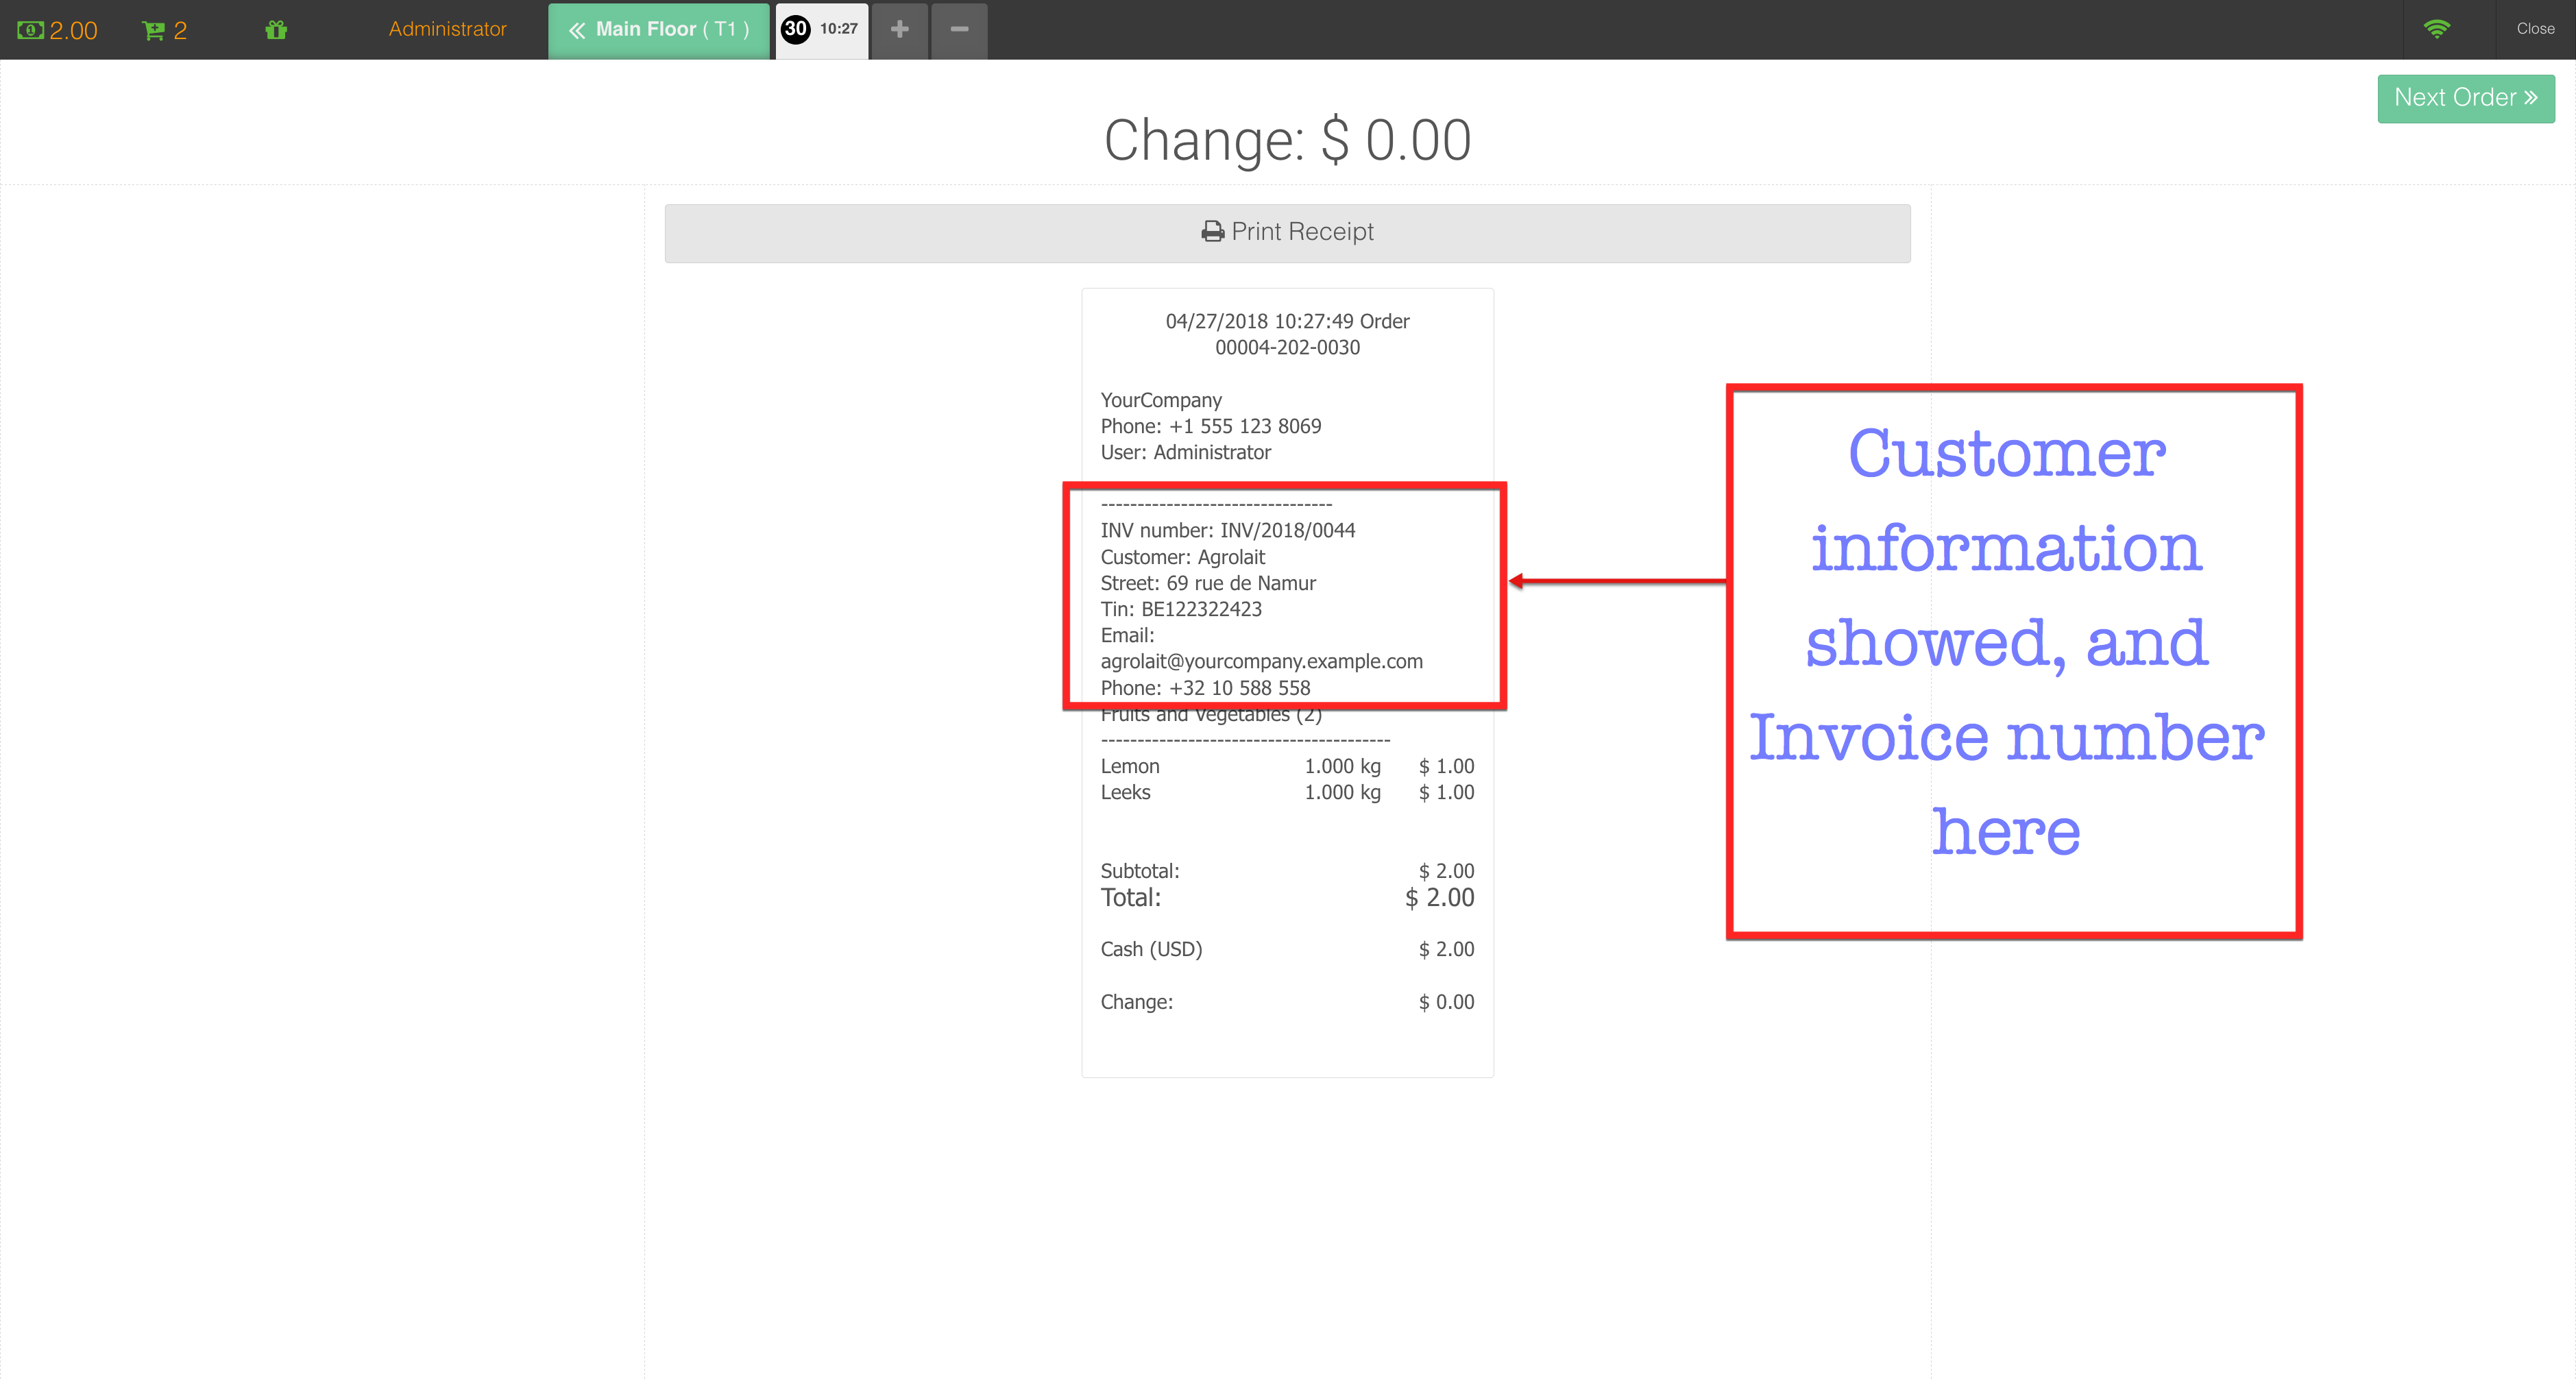 2.00 2 Administrator Main Floor ( T1 ) 30 10:27 Close
Next Order
Change: $ 0.00
Print Receipt
04/27/2018 10:27:49 Order
00004-202-0030
YourCompany
Phone: +1 555 123 8069
User: Administrator
--------------------------------
INV number: INV/2018/0044
Customer: Agrolait
Street: 69 rue de Namur
Tin: BE122322423
Email:
agrolait@yourcompany.example.com
Phone: +32 10 588 558
Fruits and Vegetables (2)
----------------------------------------
Lemon 1.000 kg $ 1.00
Leeks 1.000 kg $ 1.00
Subtotal: $ 2.00
Total: $ 2.00
Cash (USD) $ 2.00
Change: $ 0.00
Customer
information
showed, and
Invoice number
here